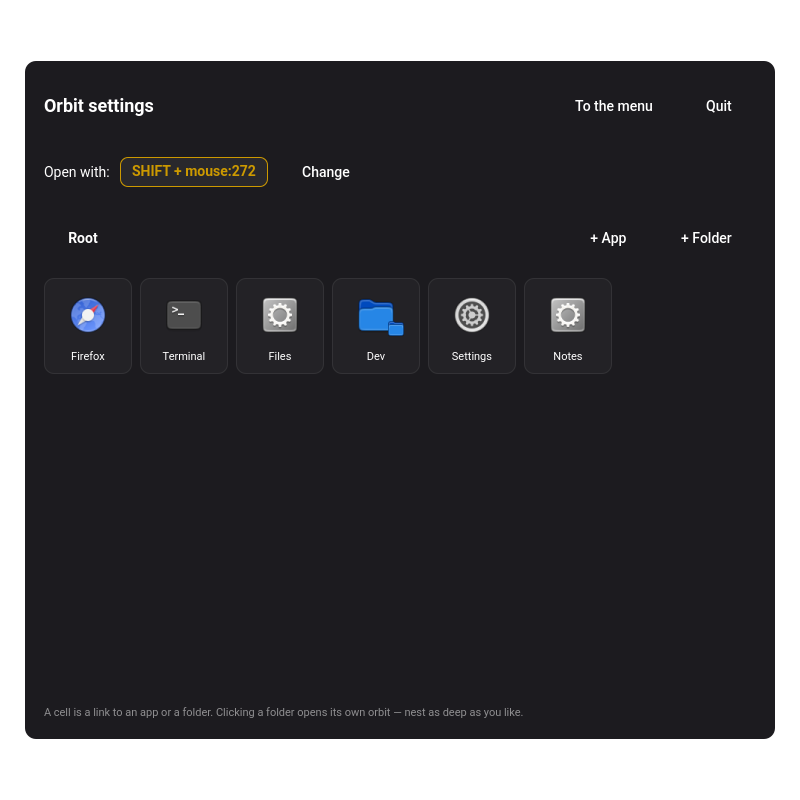 Orbit settings
To the menu
Quit
Open with:
SHIFT + mouse:272
Change
Root
+ App
+ Folder
>_
Firefox
Terminal
Files
Dev
Settings
Notes
A cell is a link to an app or a folder. Clicking a folder opens its own orbit — nest as deep as you like.